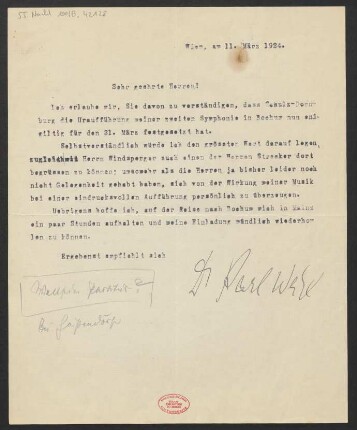 Wien, am 11. März 1924.
Sehr geehrte Herren!
Ich erlaube mir, Sie davon zu verständigen, dass
die Uraufführung meiner zweiten Symphonie in Bochum nun end-
giltig für den 31. März festgesetzt hat.
Selbstverständlich würde ich den grössten Wert darauf legen,
Herrn Windsperger auch einen der Herren Strecker dort
begrüssen zu können; umsomehr als die Herren ja bisher leider noch
nicht Gelegenheit gehabt haben, sich von der Wirkung meiner Musik
bei einer eindrucksvollen Aufführung persönlich zu überzeugen.
Uebrigens hoffe ich, auf der Reise nach Bochum mich in Mainz
ein paar Stunden aufhalten und meine Einladung mündlich wiederho-
len zu können.
Ergebenst empfiehlt sich
Dr Karl